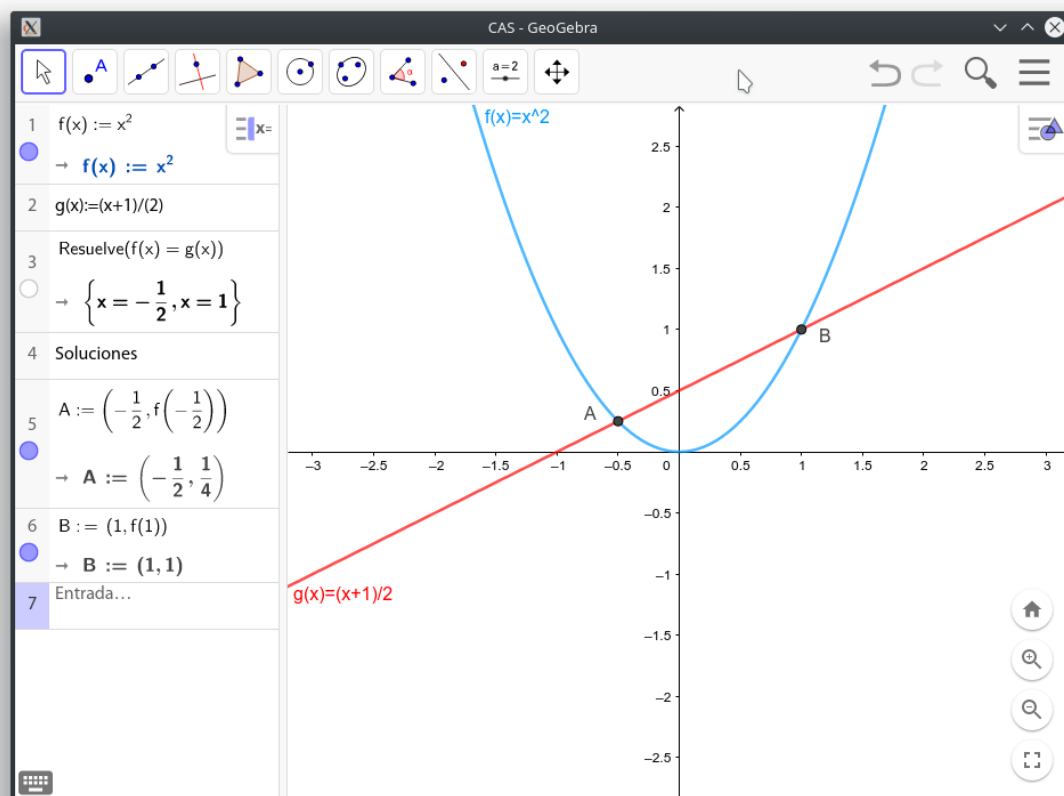 CAS - GeoGebra
A
α
a = 2
1
f(x) := x²
→ f(x) := x²
x=
2
g(x):=(x+1)/(2)
3
Resuelve(f(x) = g(x))
→ {x = −1/2, x = 1}
4
Soluciones
5
A := (−1/2, f(−1/2))
→ A := (−1/2, 1/4)
6
B := (1, f(1))
→ B := (1, 1)
7
Entrada…
f(x)=x^2
2.5
2
1.5
1
0.5
A
B
−3 −2.5 −2 −1.5 −1 −0.5 0 0.5 1 1.5 2 2.5 3
−0.5
−1
g(x)=(x+1)/2
−1.5
−2
−2.5